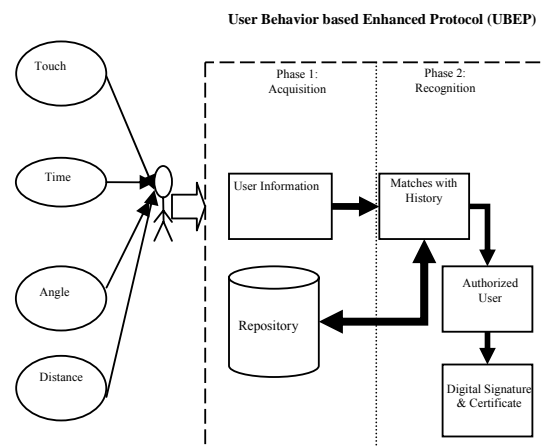 User Behavior based Enhanced Protocol (UBEP)
Touch
Time
Angle
Distance
Phase 1:
Acquisition
User Information
Repository
Phase 2:
Recognition
Matches with
History
Authorized
User
Digital Signature
& Certificate